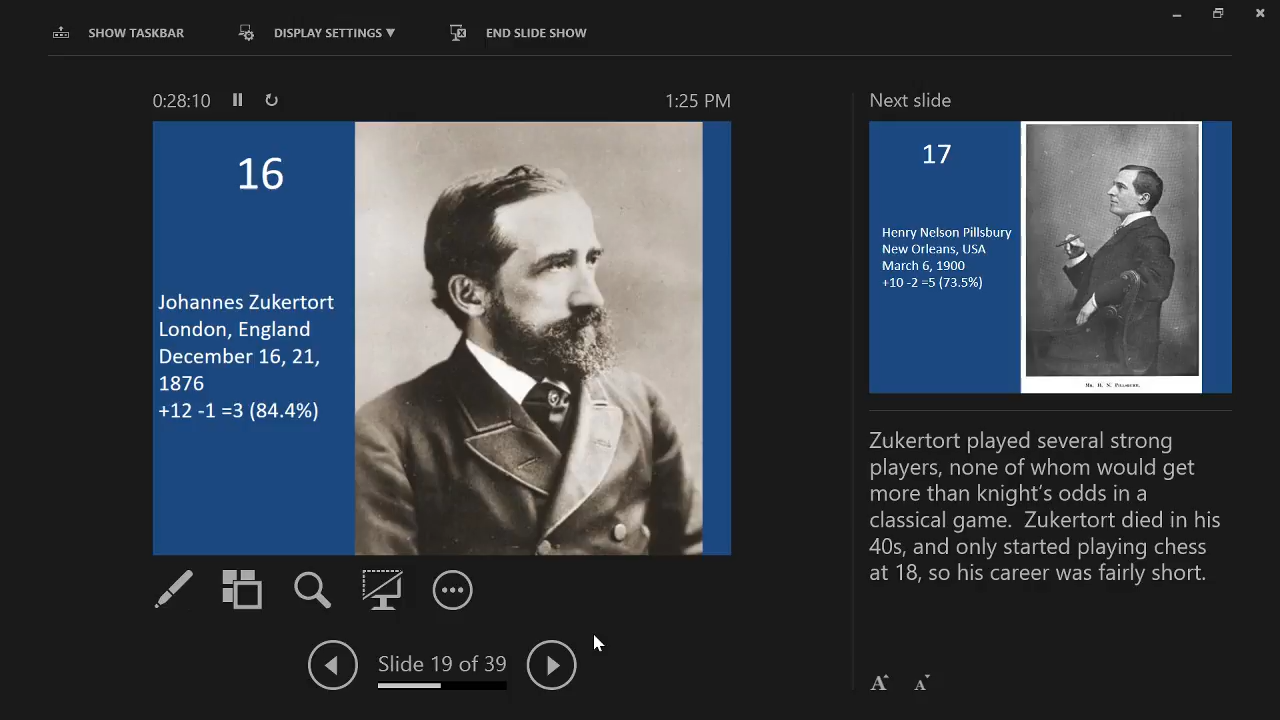 SHOW TASKBAR
DISPLAY SETTINGS ▼
END SLIDE SHOW
0:28:10
1:25 PM
16
Johannes Zukertort
London, England
December 16, 21,
1876
+12 -1 =3 (84.4%)
Slide 19 of 39
Next slide
17
Henry Nelson Pillsbury
New Orleans, USA
March 6, 1900
+10 -2 =5 (73.5%)
MR. H. N. PILLSBURY.
Zukertort played several strong
players, none of whom would get
more than knight's odds in a
classical game.  Zukertort died in his
40s, and only started playing chess
at 18, so his career was fairly short.
A A